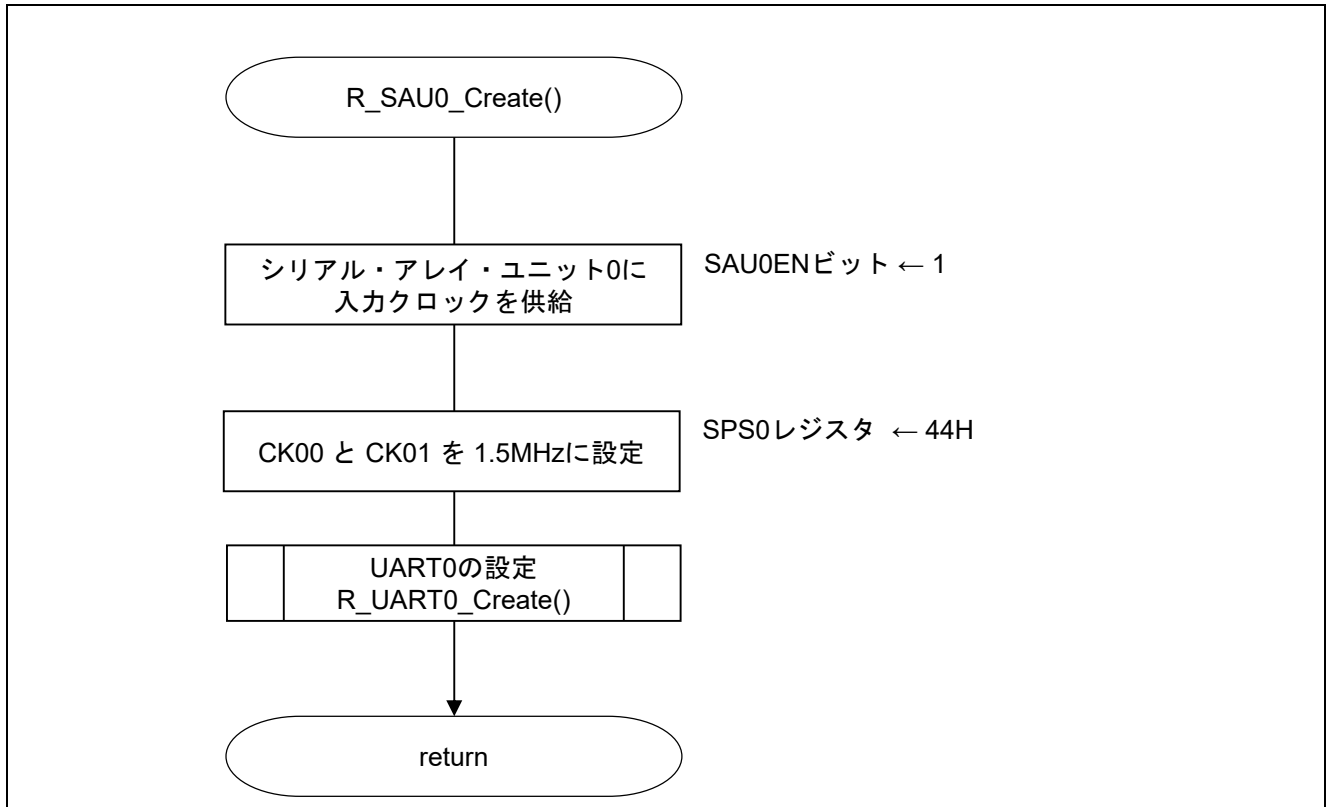 R_SAU0_Create()
シリアル・アレイ・ユニット0に
入力クロックを供給
SAU0ENビット ← 1
CK00 と CK01 を 1.5MHzに設定
SPS0レジスタ ← 44H
UART0の設定
R_UART0_Create()
return